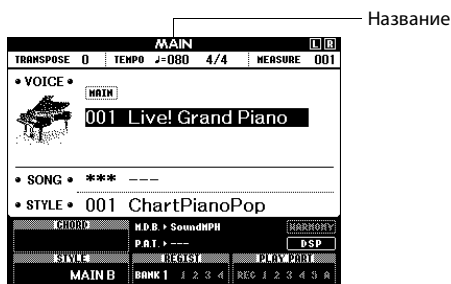 Название
MAIN L R
TRANSPOSE 0 TEMPO ♩=080 4/4 MEASURE 001
• VOICE •
MAIN
001 Live! Grand Piano
• SONG • *** ---
• STYLE • 001 ChartPianoPop
CHORD M.D.B. ▸ SoundMPH HARMONY
P.A.T. ▸ --- DSP
STYLE REGIST PLAY PART
MAIN B BANK 1 1 2 3 4 REC 1 2 3 4 5 A